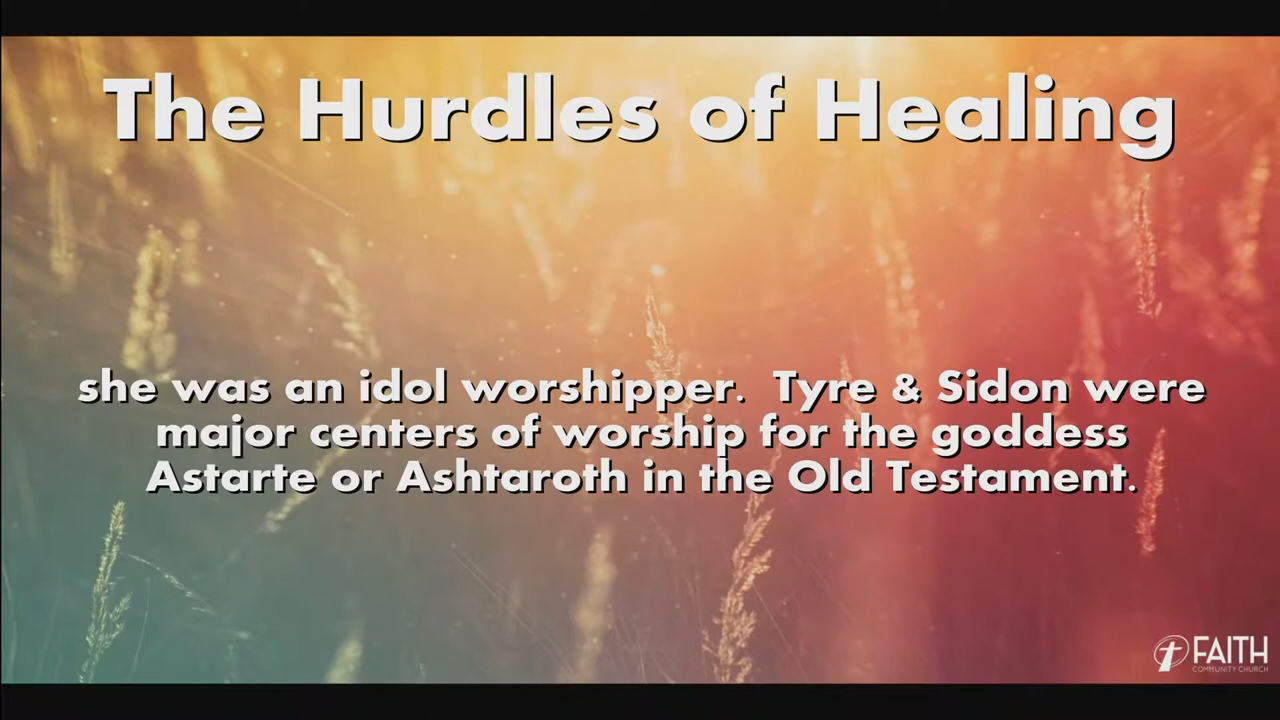 The Hurdles of Healing
she was an idol worshipper. Tyre & Sidon were
major centers of worship for the goddess
Astarte or Ashtaroth in the Old Testament.
FAITH
COMMUNITY CHURCH